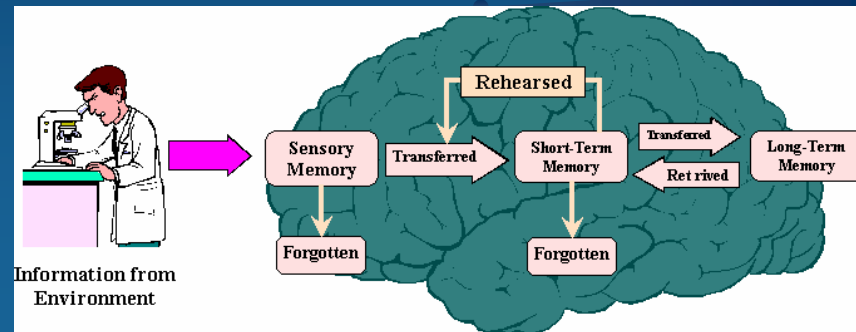 Rehearsed
Sensory
Memory
Transferred
Short-Term
Memory
Transferred
Ret rived
Long-Term
Memory
Forgotten
Forgotten
Information from
Environment